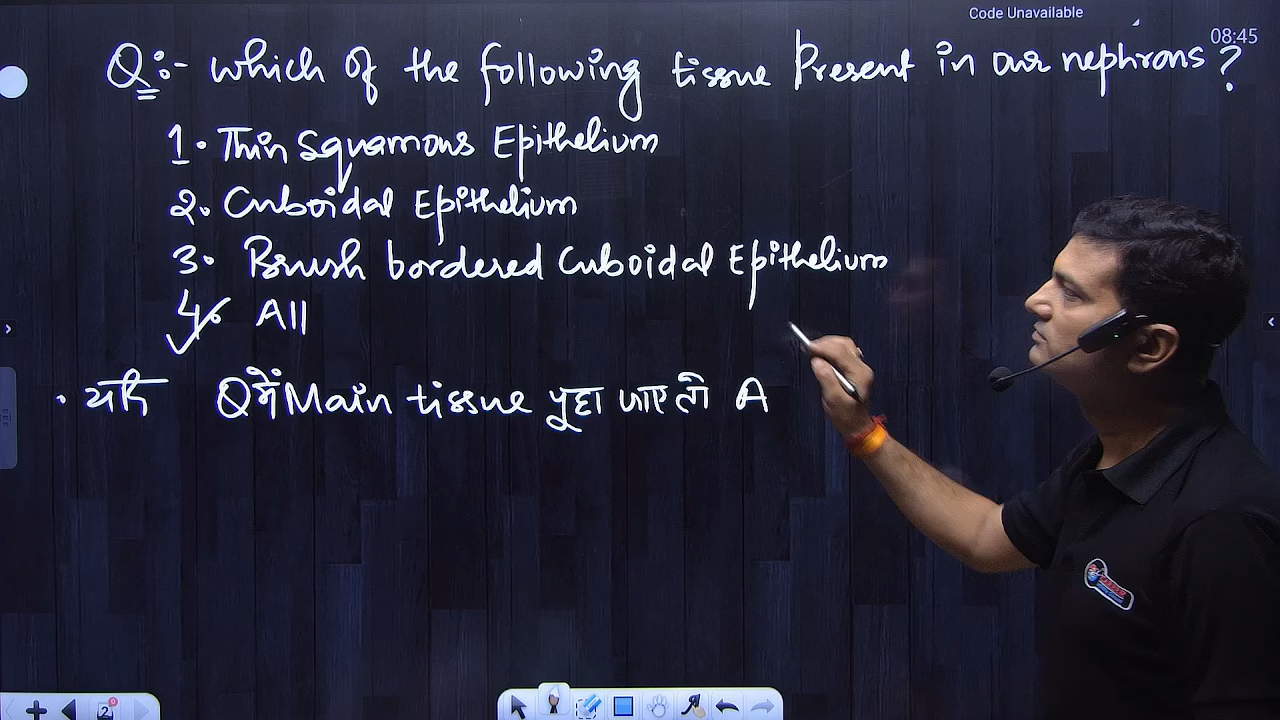 Code Unavailable
08:45
Q:- which of the following tissue Present in our nephrons?
1. Thin Squamous Epithelium
2. Cuboidal Epithelium
3. Brush bordered Cuboidal Epithelium
4. All
• यदि Q में Main tissue पूछा जाए तो A
2